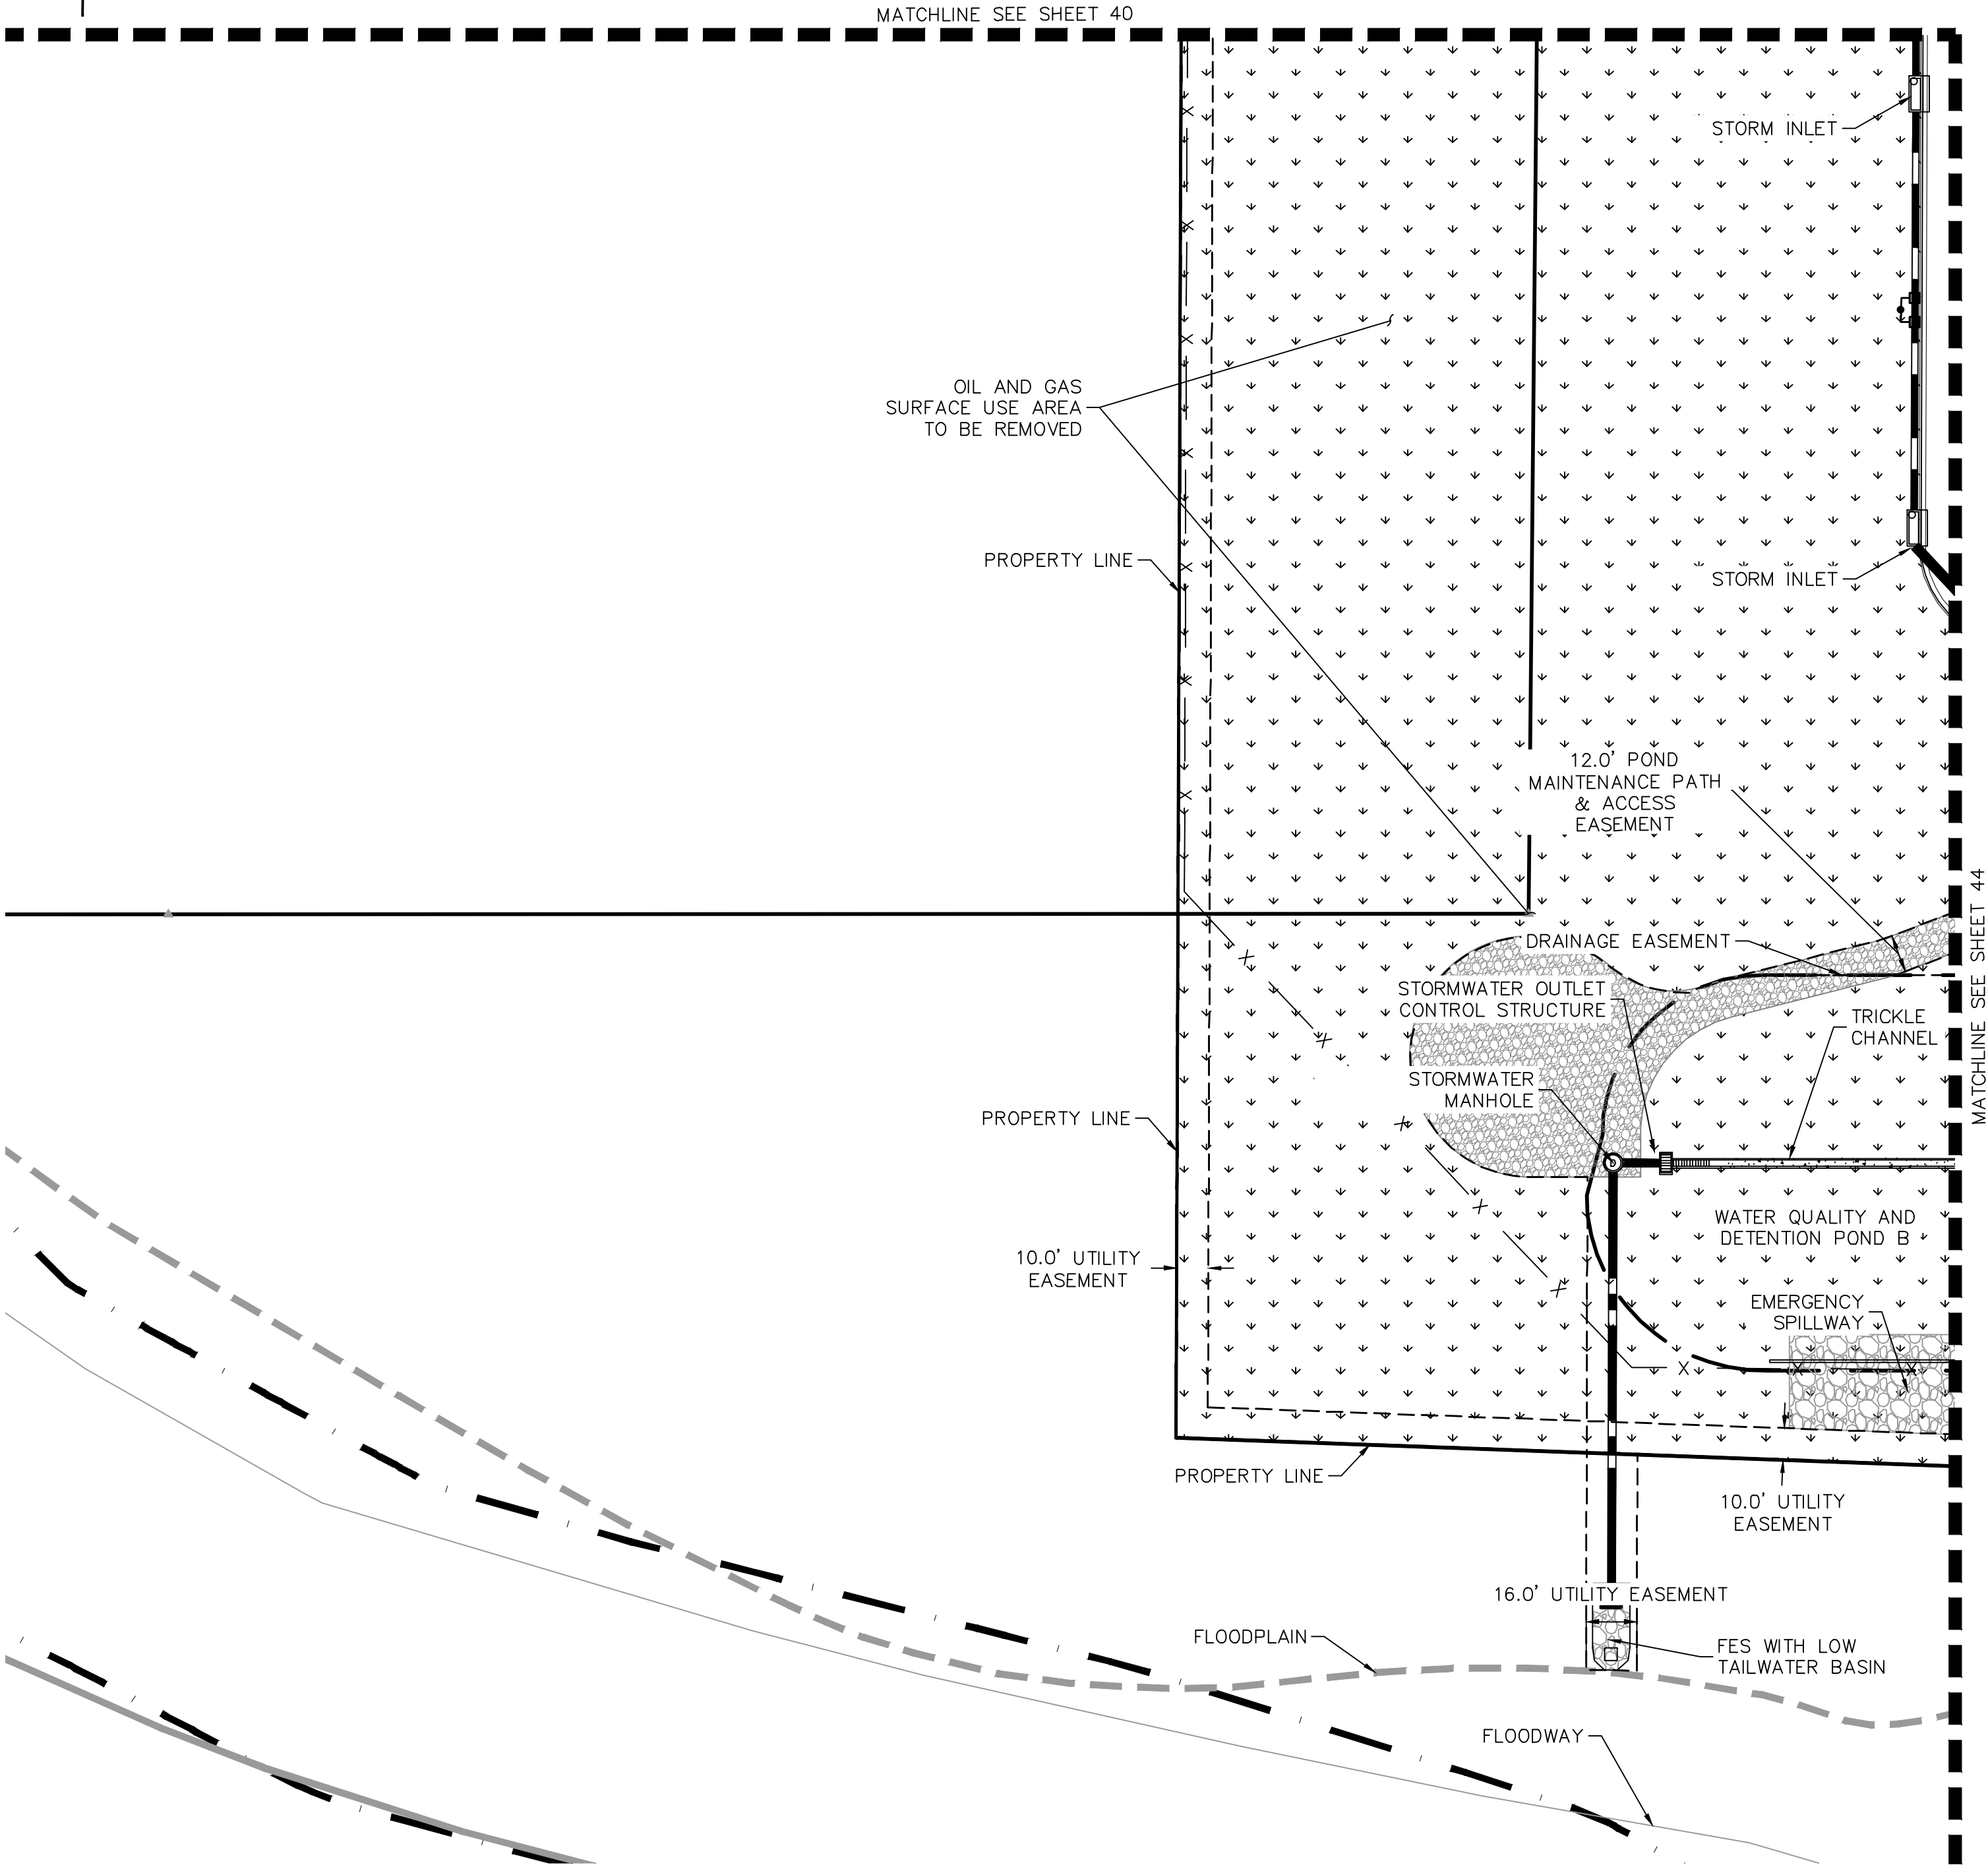 MATCHLINE SEE SHEET 40
STORM INLET
OIL AND GAS
SURFACE USE AREA
TO BE REMOVED
PROPERTY LINE
STORM INLET
12.0' POND
MAINTENANCE PATH
& ACCESS
EASEMENT
MATCHLINE SEE SHEET 44
DRAINAGE EASEMENT
STORMWATER OUTLET
CONTROL STRUCTURE
TRICKLE
CHANNEL
STORMWATER
MANHOLE
PROPERTY LINE
WATER QUALITY AND
DETENTION POND B
10.0' UTILITY
EASEMENT
EMERGENCY
SPILLWAY
PROPERTY LINE
10.0' UTILITY
EASEMENT
16.0' UTILITY EASEMENT
FLOODPLAIN
FES WITH LOW
TAILWATER BASIN
FLOODWAY